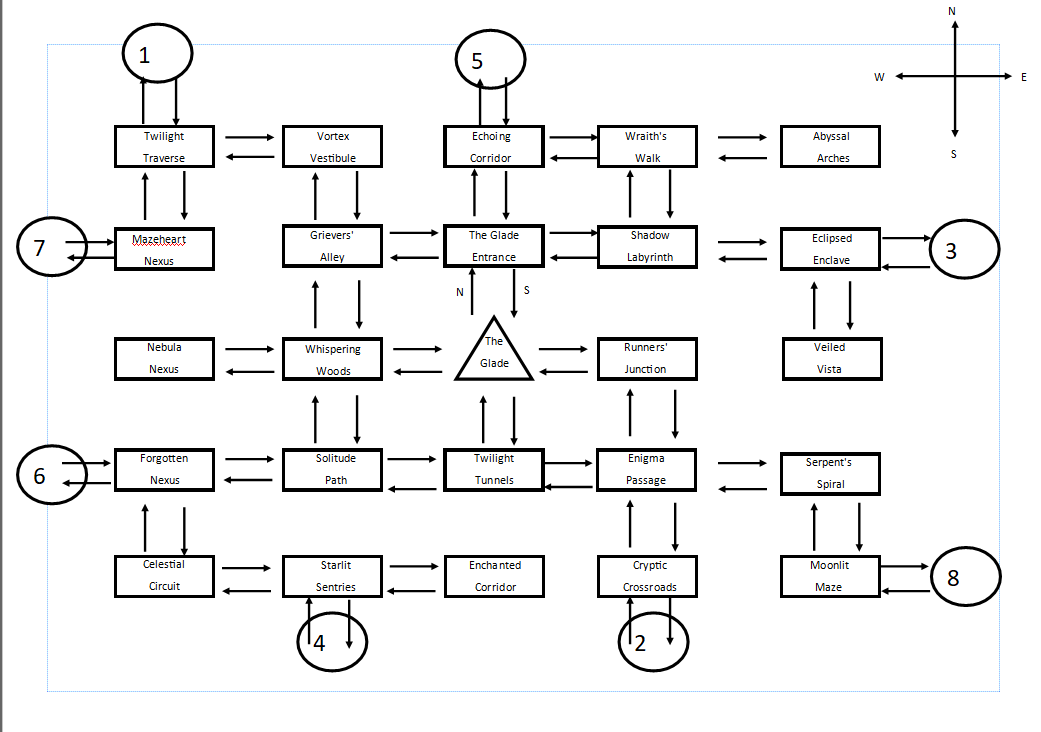 N
1
5
W
E
Twilight
Traverse
Vortex
Vestibule
Echoing
Corridor
Wraith's
Walk
Abyssal
Arches
S
7
Mazeheart
Nexus
Grievers'
Alley
The Glade
Entrance
Shadow
Labyrinth
Eclipsed
Enclave
3
N
S
Nebula
Nexus
Whispering
Woods
The
Glade
Runners'
Junction
Veiled
Vista
6
Forgotten
Nexus
Solitude
Path
Twilight
Tunnels
Enigma
Passage
Serpent's
Spiral
Celestial
Circuit
Starlit
Sentries
Enchanted
Corridor
Cryptic
Crossroads
Moonlit
Maze
8
4
2